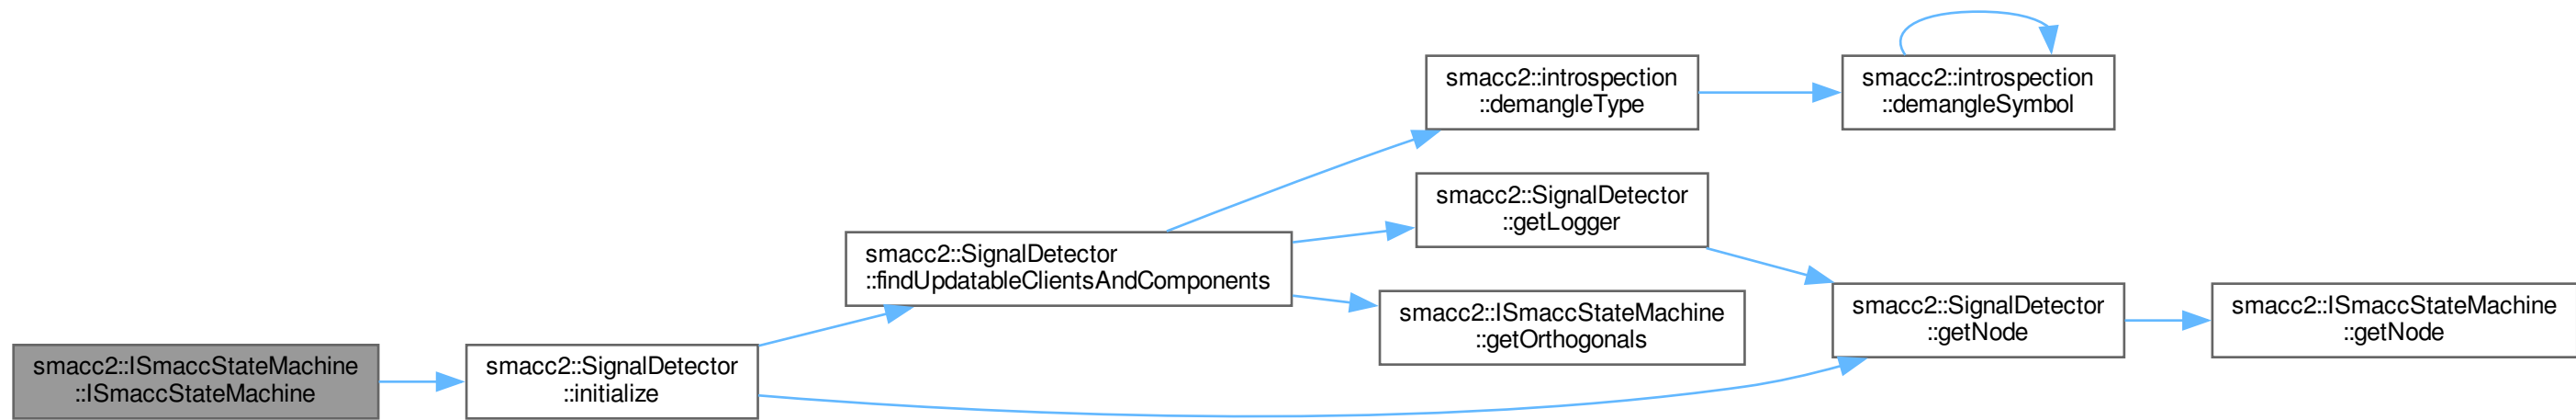 smacc2::ISmaccStateMachine
::ISmaccStateMachine
smacc2::SignalDetector
::initialize
smacc2::SignalDetector
::findUpdatableClientsAndComponents
smacc2::introspection
::demangleType
smacc2::introspection
::demangleSymbol
smacc2::SignalDetector
::getLogger
smacc2::ISmaccStateMachine
::getOrthogonals
smacc2::SignalDetector
::getNode
smacc2::ISmaccStateMachine
::getNode